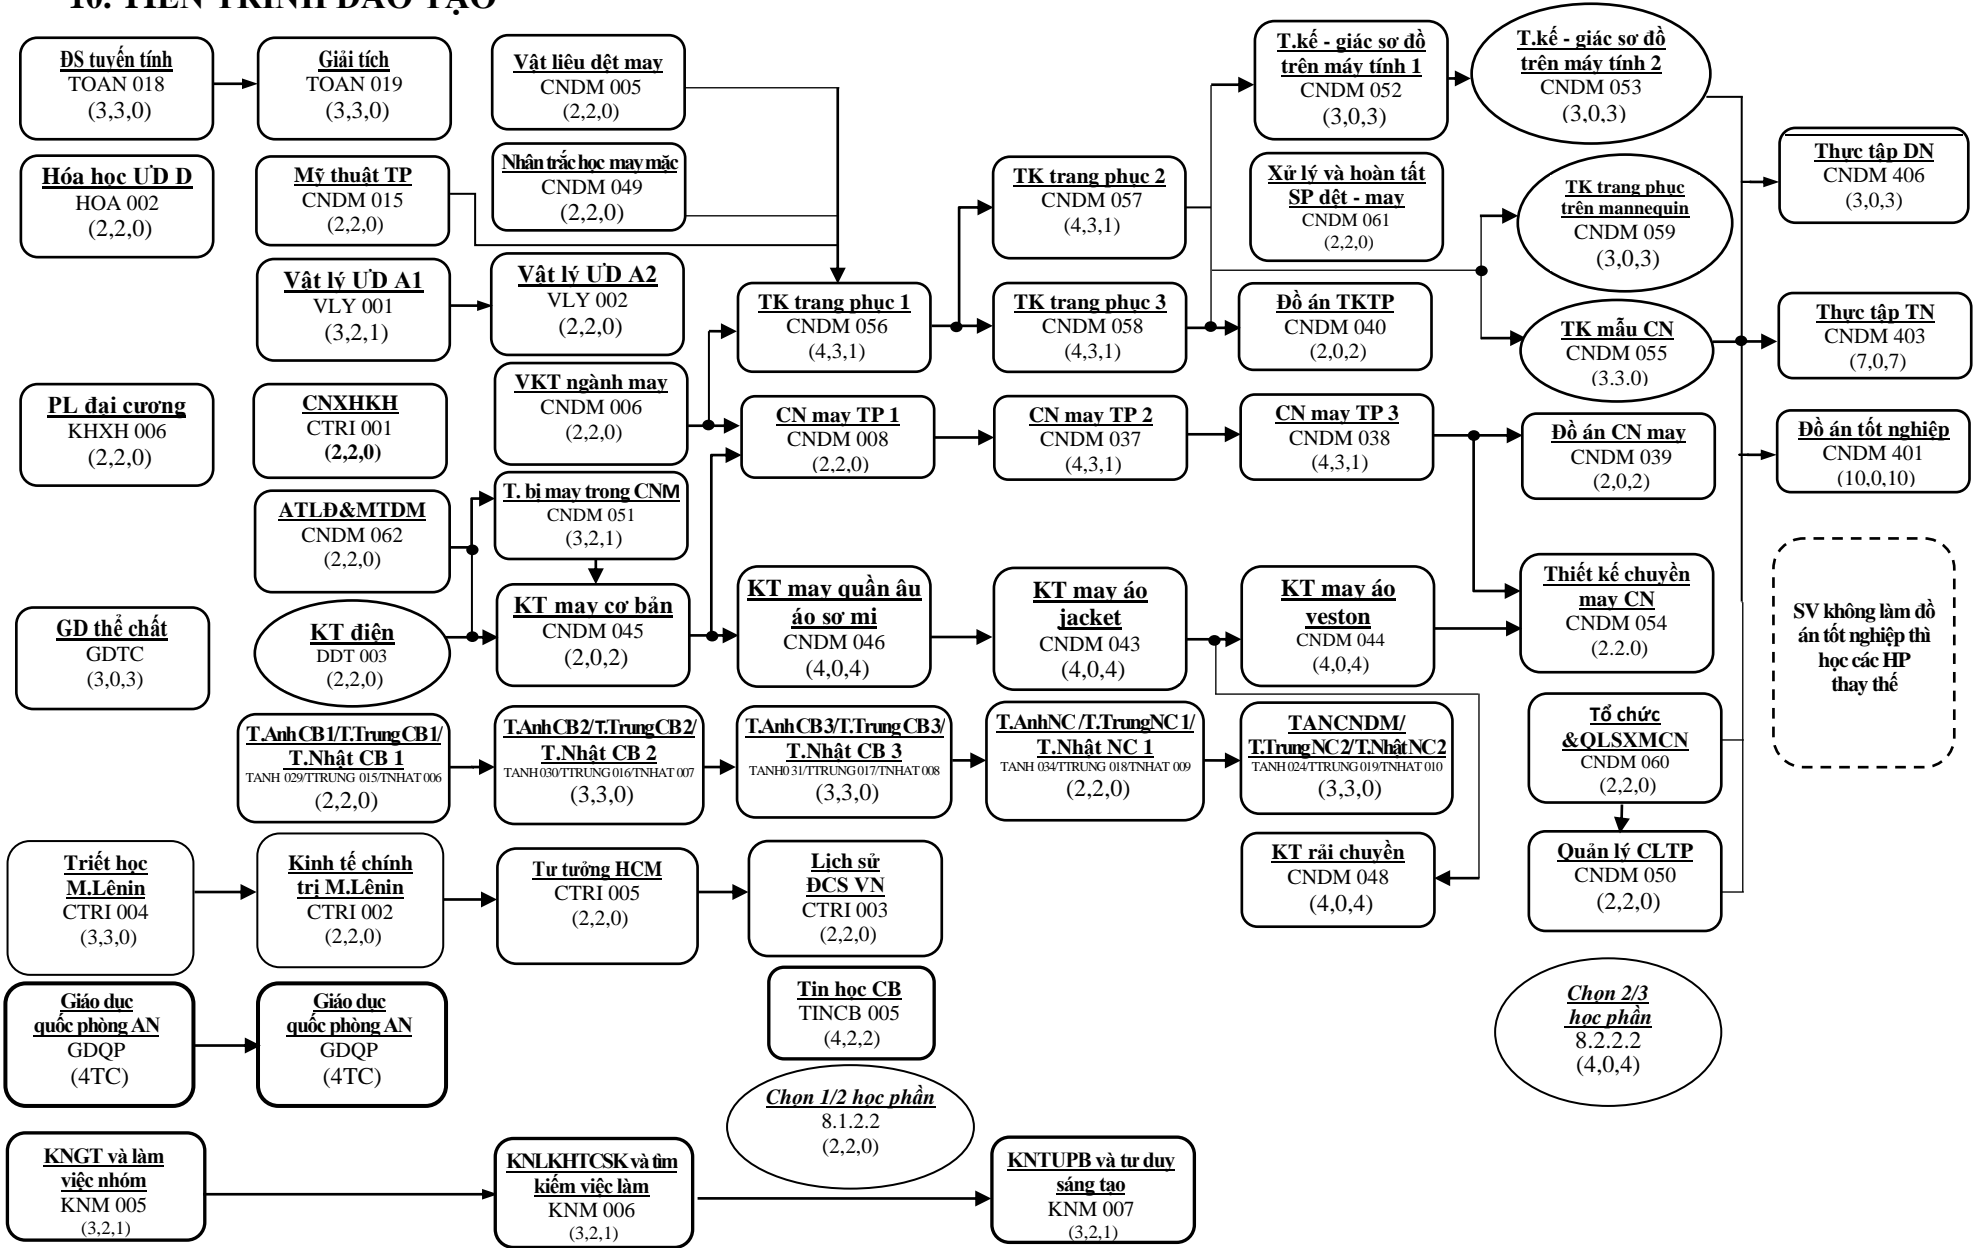 10. TIẾN TRÌNH ĐÀO TẠO
ĐS tuyến tính
TOAN 018
(3,3,0)
Giải tích
TOAN 019
(3,3,0)
Vật liêu dệt may
CNDM 005
(2,2,0)
T.kế - giác sơ đồ
trên máy tính 1
CNDM 052
(3,0,3)
T.kế - giác sơ đồ
trên máy tính 2
CNDM 053
(3,0,3)
Thực tập DN
CNDM 406
(3,0,3)
Hóa học ƯD D
HOA 002
(2,2,0)
Mỹ thuật TP
CNDM 015
(2,2,0)
Nhân trắc học may mặc
CNDM 049
(2,2,0)
TK trang phục 2
CNDM 057
(4,3,1)
Xử lý và hoàn tất
SP dệt - may
CNDM 061
(2,2,0)
TK trang phục
trên mannequin
CNDM 059
(3,0,3)
Vật lý ƯD A1
VLY 001
(3,2,1)
Vật lý ƯD A2
VLY 002
(2,2,0)
TK trang phục 1
CNDM 056
(4,3,1)
TK trang phục 3
CNDM 058
(4,3,1)
Đồ án TKTP
CNDM 040
(2,0,2)
TK mẫu CN
CNDM 055
(3.3.0)
Thực tập TN
CNDM 403
(7,0,7)
PL đại cương
KHXH 006
(2,2,0)
CNXHKH
CTRI 001
(2,2,0)
VKT ngành may
CNDM 006
(2,2,0)
CN may TP 1
CNDM 008
(2,2,0)
CN may TP 2
CNDM 037
(4,3,1)
CN may TP 3
CNDM 038
(4,3,1)
Đồ án CN may
CNDM 039
(2,0,2)
Đồ án tốt nghiệp
CNDM 401
(10,0,10)
ATLĐ&MTDM
CNDM 062
(2,2,0)
T. bị may trong CNM
CNDM 051
(3,2,1)
GD thể chất
GDTC
(3,0,3)
KT điện
DDT 003
(2,2,0)
KT may cơ bản
CNDM 045
(2,0,2)
KT may quần âu
áo sơ mi
CNDM 046
(4,0,4)
KT may áo
jacket
CNDM 043
(4,0,4)
KT may áo
veston
CNDM 044
(4,0,4)
Thiết kế chuyền
may CN
CNDM 054
(2.2.0)
SV không làm đồ
án tốt nghiệp thì
học các HP
thay thế
T.Anh CB1/T.Trung CB1/
T.Nhật CB 1
TANH 029/TTRUNG 015/TNHAT 006
(2,2,0)
T.Anh CB2/T.Trung CB2/
T.Nhật CB 2
TANH 030/TTRUNG 016/TNHAT 007
(3,3,0)
T.Anh CB3/T.Trung CB3/
T.Nhật CB 3
TANH0 31/TTRUNG 017/TNHAT 008
(3,3,0)
T.AnhNC /T.TrungNC 1/
T.Nhật NC 1
TANH 034/TTRUNG 018/TNHAT 009
(2,2,0)
TANCNDM/
T.Trung NC 2/T.Nhật NC 2
TANH 024/TTRUNG 019/TNHAT 010
(3,3,0)
Tổ chức
&QLSXMCN
CNDM 060
(2,2,0)
Triết học
M.Lênin
CTRI 004
(3,3,0)
Kinh tế chính
trị M.Lênin
CTRI 002
(2,2,0)
Tư tưởng HCM
CTRI 005
(2,2,0)
Lịch sử
ĐCS VN
CTRI 003
(2,2,0)
KT rải chuyền
CNDM 048
(4,0,4)
Quản lý CLTP
CNDM 050
(2,2,0)
Giáo dục
quốc phòng AN
GDQP
(4TC)
Giáo dục
quốc phòng AN
GDQP
(4TC)
Tin học CB
TINCB 005
(4,2,2)
Chọn 2/3
học phần
8.2.2.2
(4,0,4)
Chọn 1/2 học phần
8.1.2.2
(2,2,0)
KNGT và làm
việc nhóm
KNM 005
(3,2,1)
KNLKHTCSK và tìm
kiếm việc làm
KNM 006
(3,2,1)
KNTUPB và tư duy
sáng tạo
KNM 007
(3,2,1)